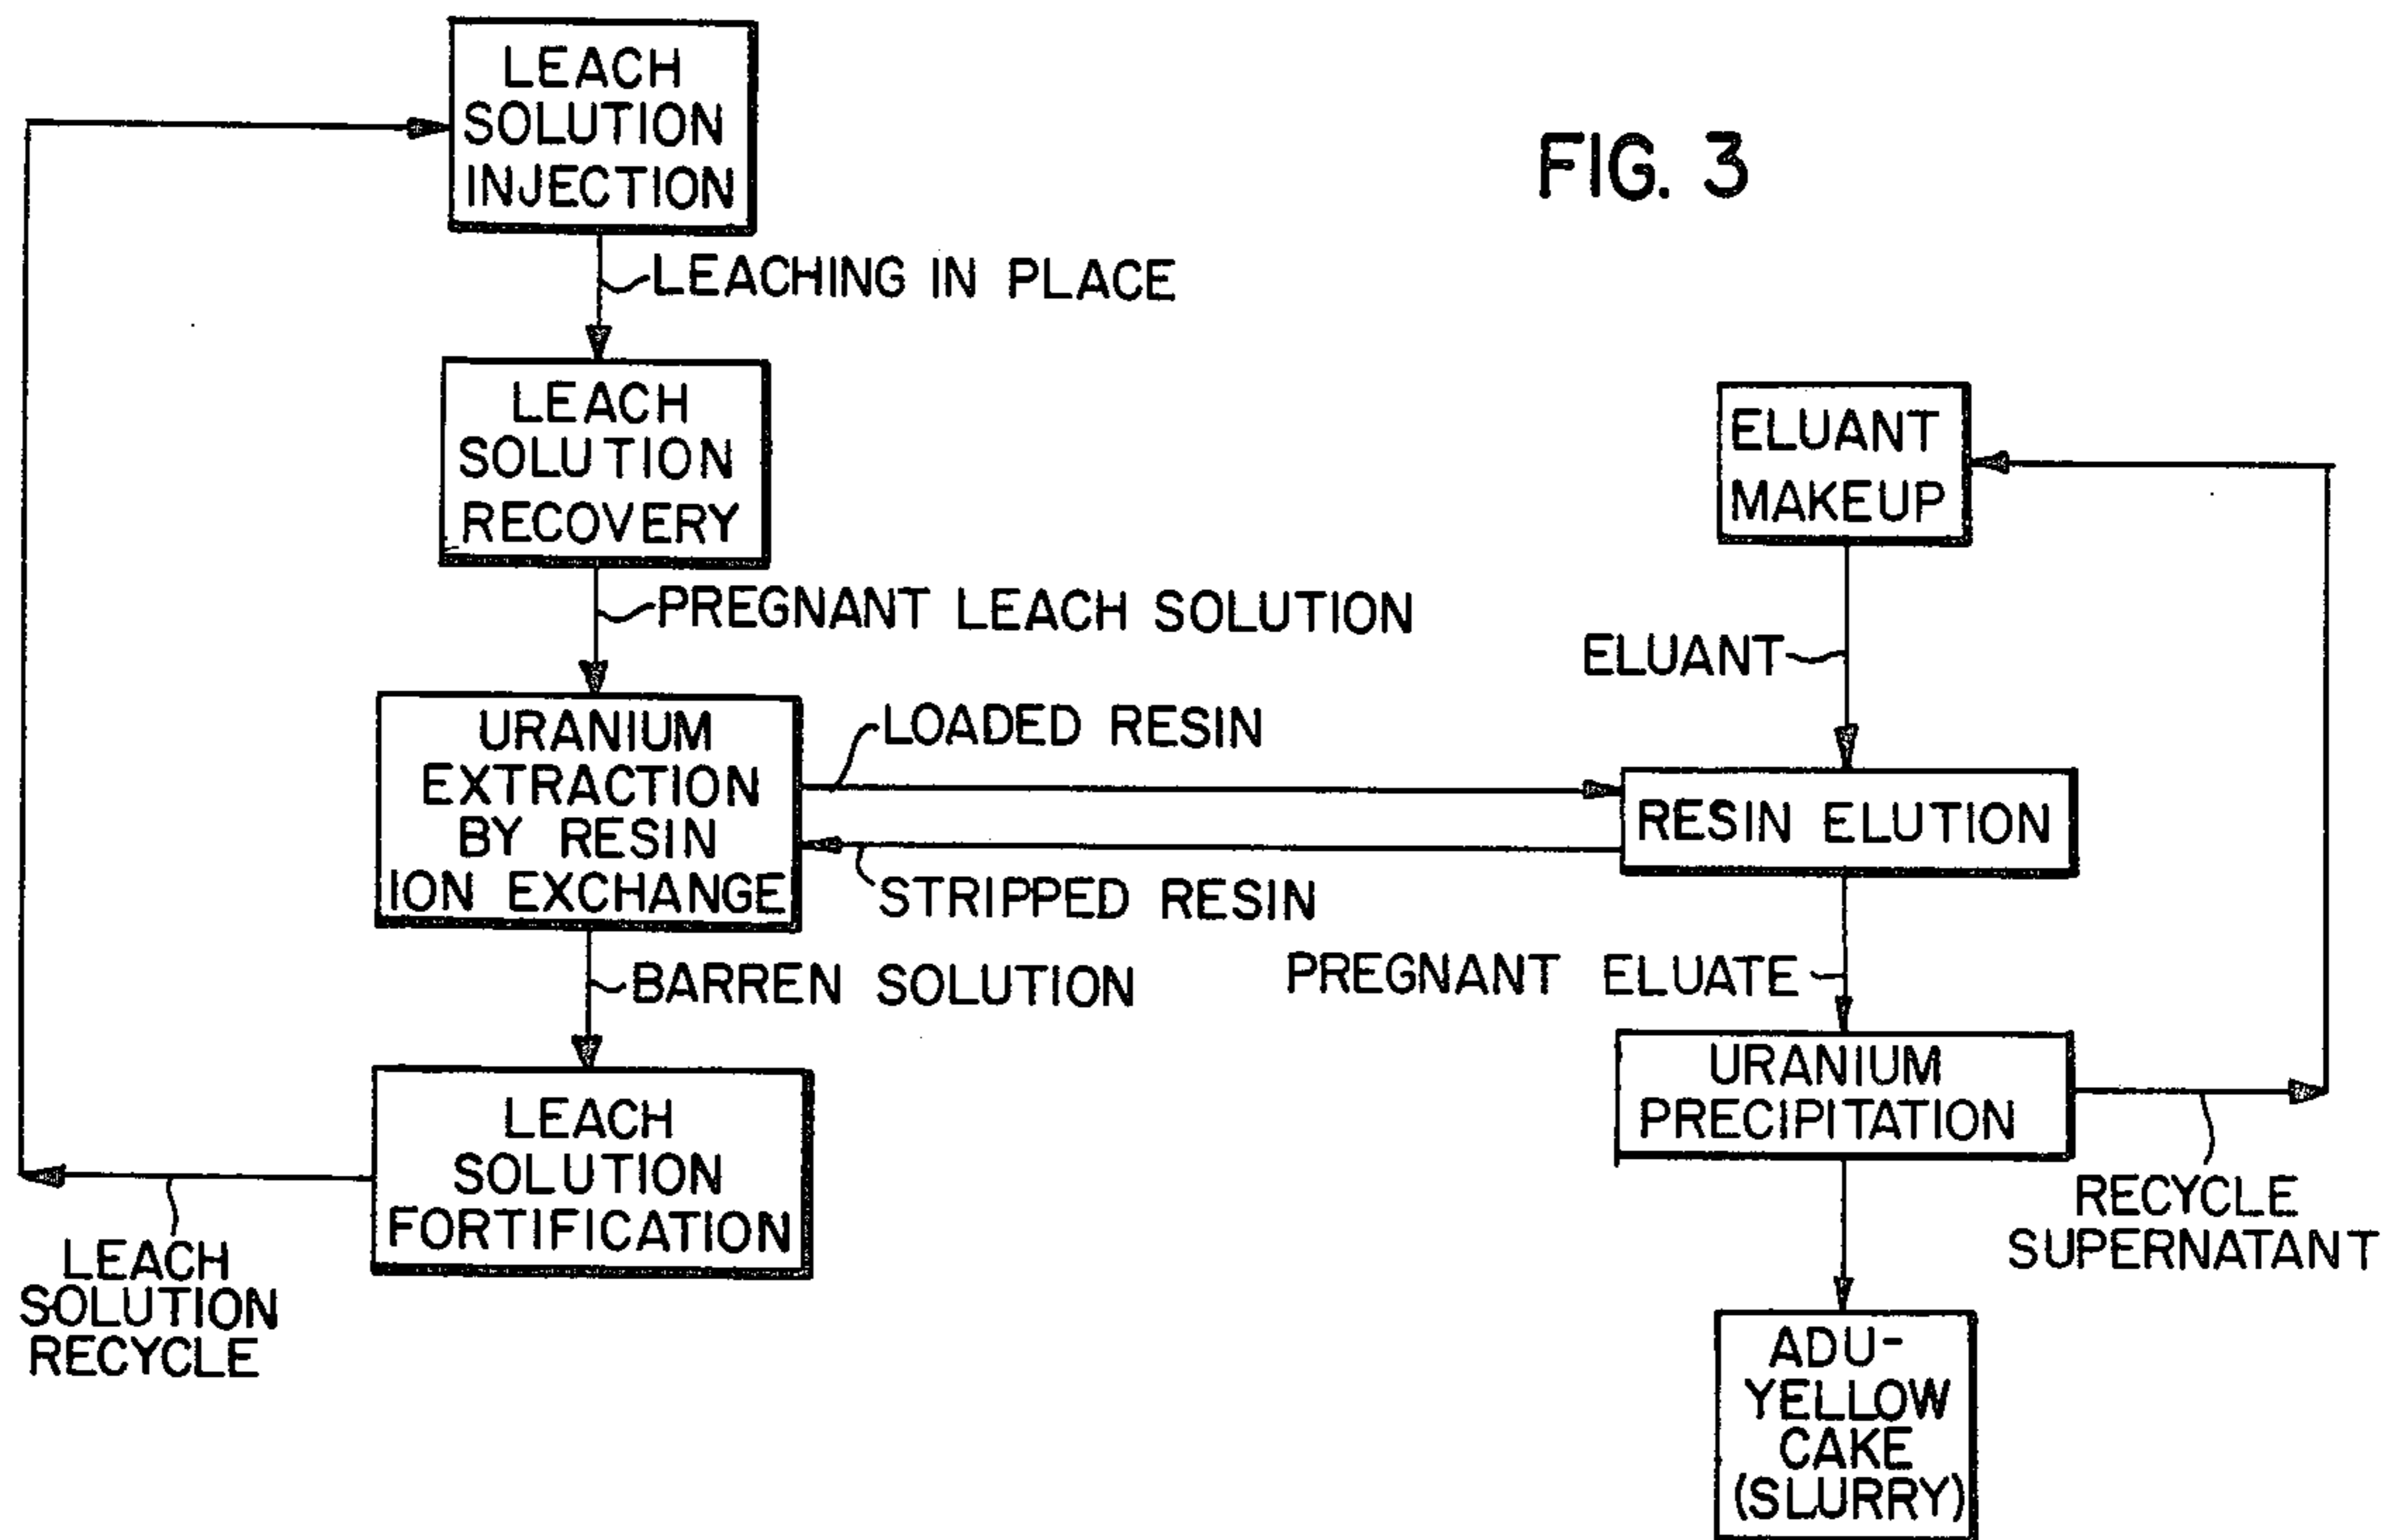 LEACH
SOLUTION
INJECTION
FIG. 3
LEACHING IN PLACE
LEACH
SOLUTION
RECOVERY
PREGNANT LEACH SOLUTION
URANIUM
EXTRACTION
BY RESIN
ION EXCHANGE
LOADED RESIN
STRIPPED RESIN
BARREN SOLUTION
LEACH
SOLUTION
FORTIFICATION
LEACH
SOLUTION
RECYCLE
ELUANT
MAKEUP
ELUANT
RESIN ELUTION
PREGNANT ELUATE
URANIUM
PRECIPITATION
RECYCLE
SUPERNATANT
ADU-
YELLOW
CAKE
(SLURRY)